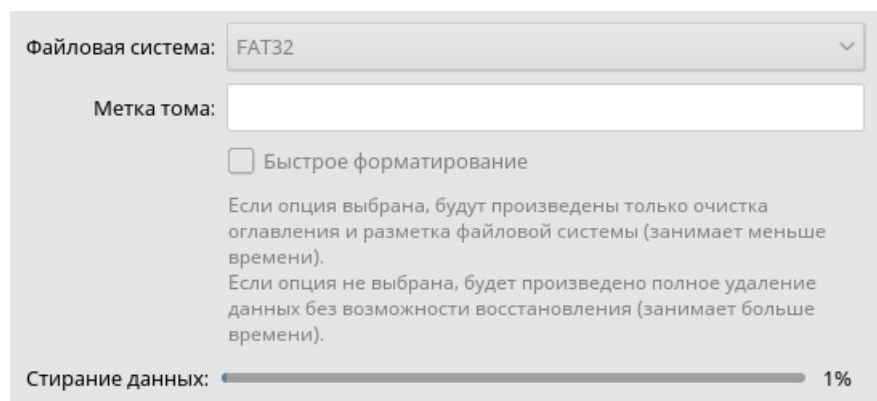 Файловая система: FAT32
Метка тома:
Быстрое форматирование
Если опция выбрана, будут произведены только очистка
оглавления и разметка файловой системы (занимает меньше
времени).
Если опция не выбрана, будет произведено полное удаление
данных без возможности восстановления (занимает больше
времени).
Стирание данных: 1%